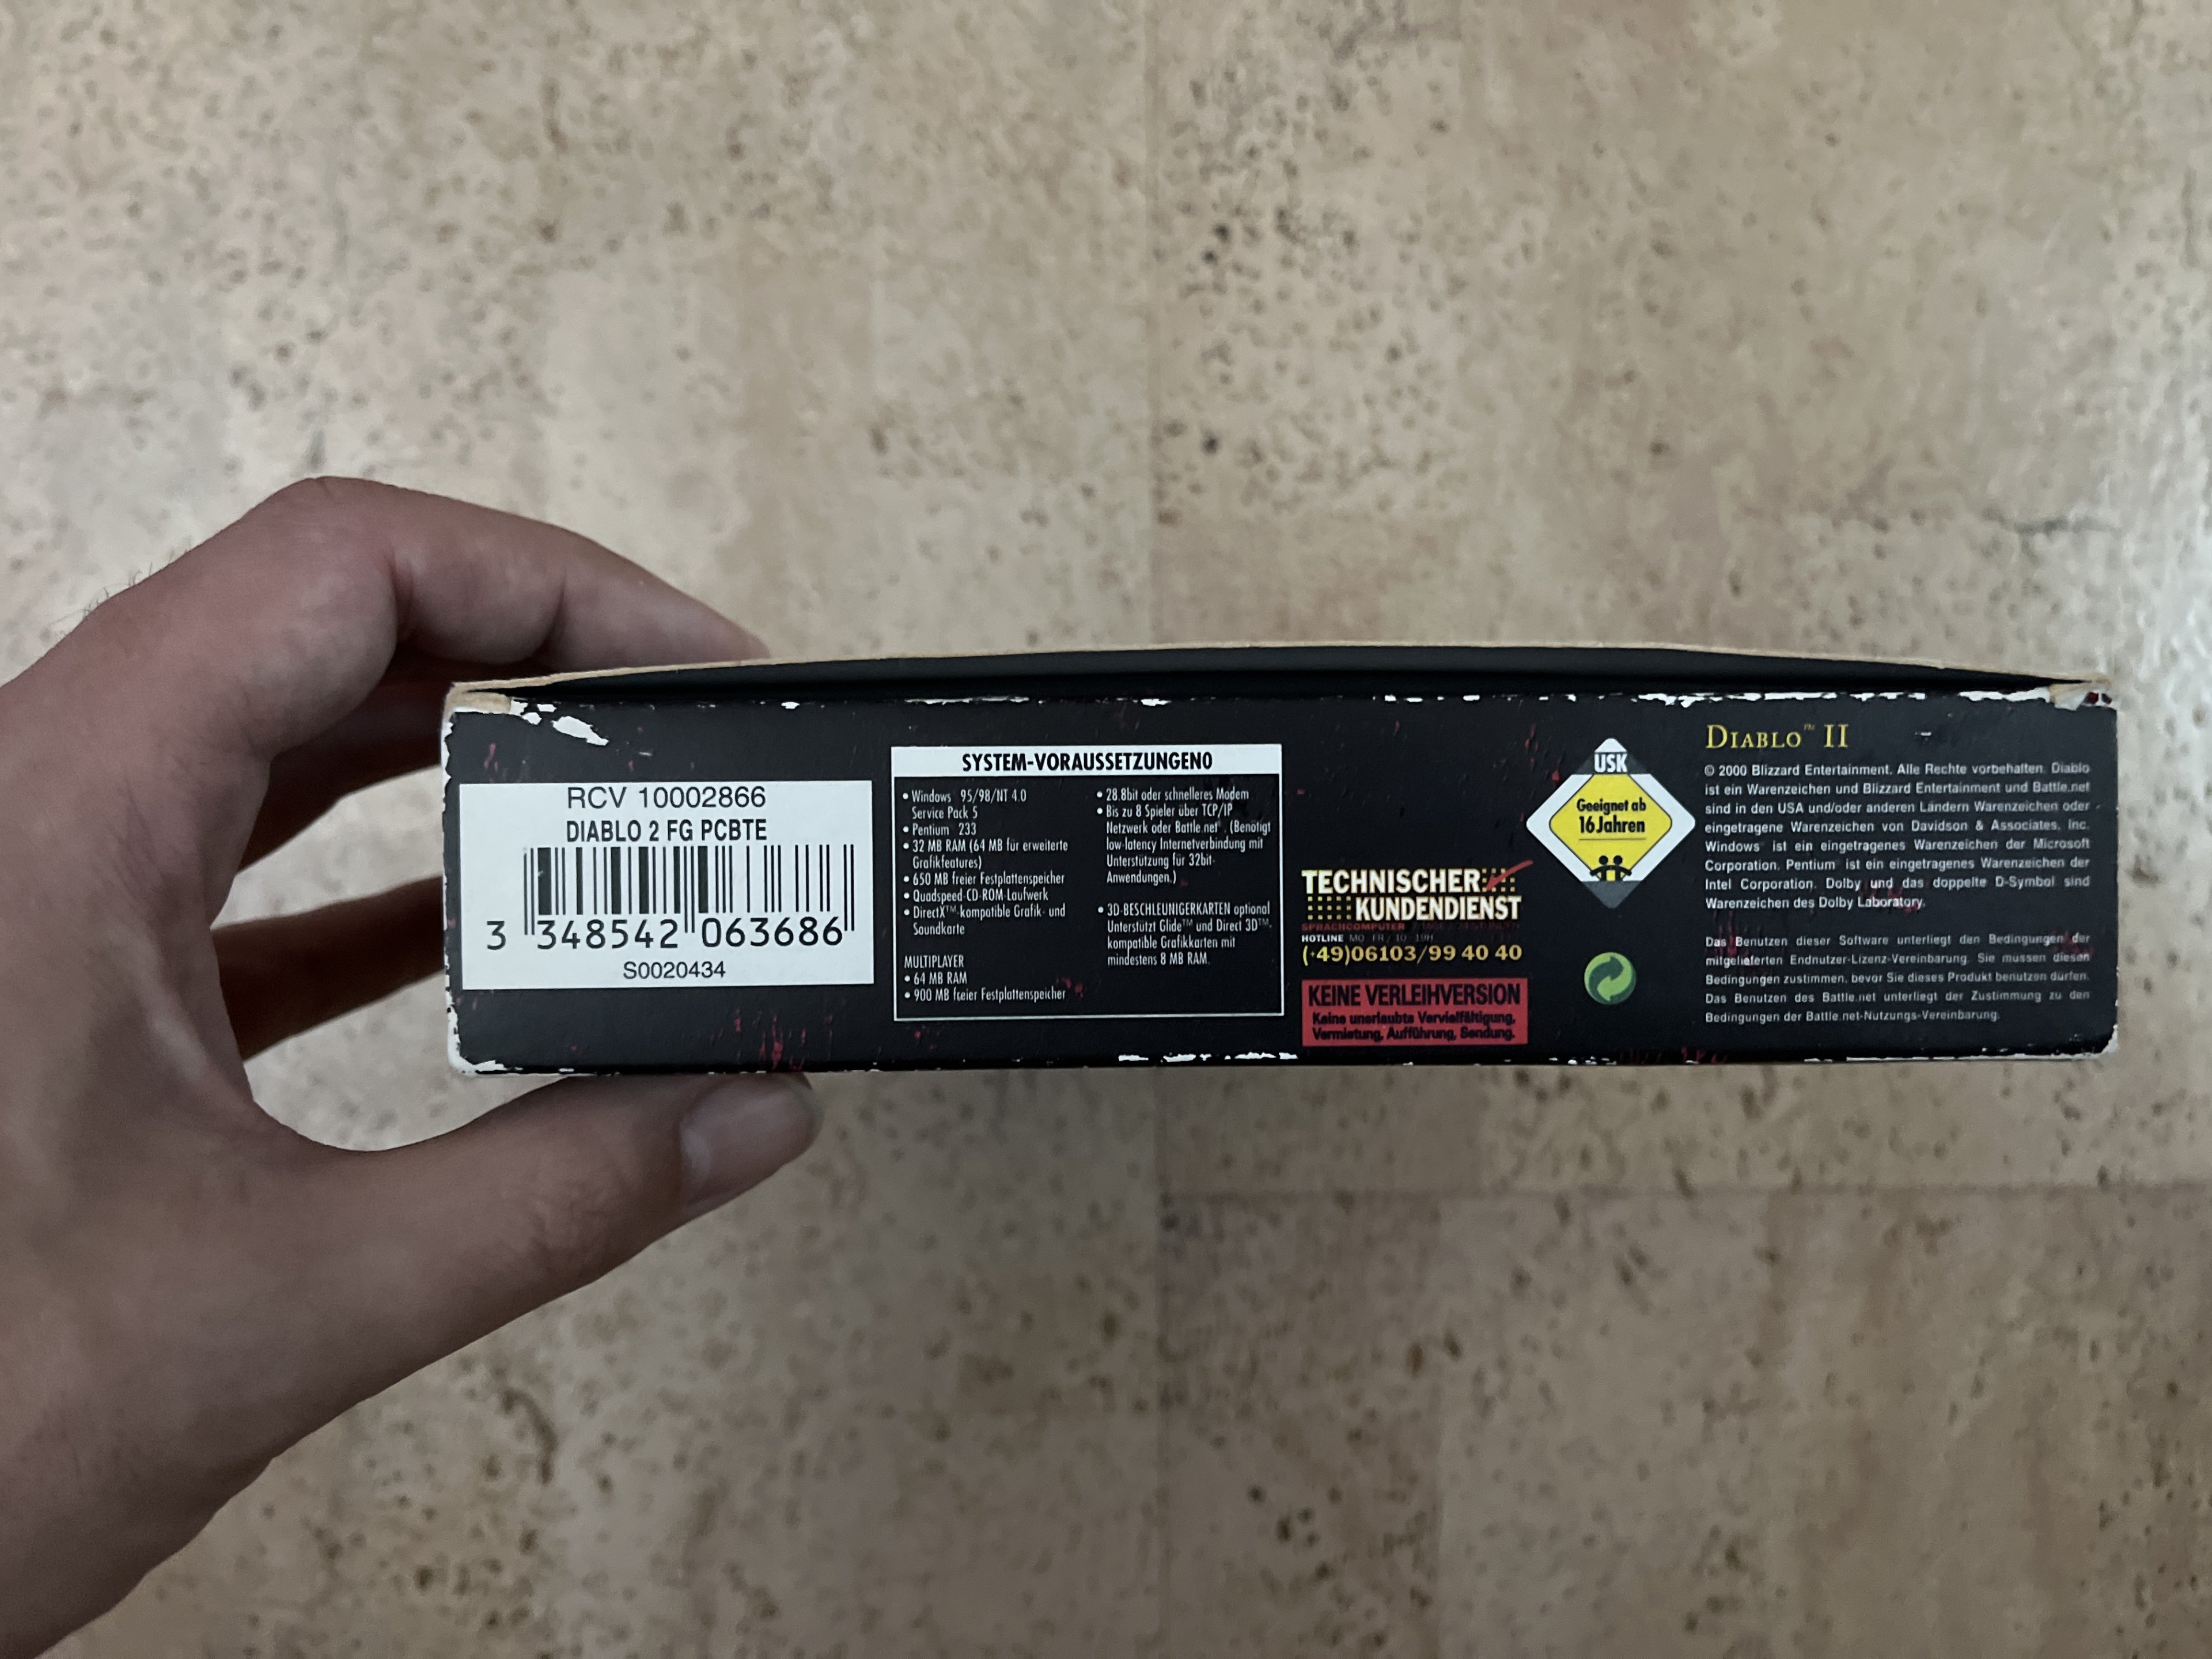 RCV 10002866
DIABLO 2 FG PCBTE
3 348542 063686
S0020434
SYSTEM-VORAUSSETZUNGENO
• Windows 95/98/NT 4.0
Service Pack 5
• Pentium 233
• 32 MB RAM (64 MB für erweiterte
Grafikfeatures)
• 650 MB freier Festplattenspeicher
• Quadspeed-CD-ROM-Laufwerk
• DirectX™-kompatible Grafik- und
Soundkarte
MULTIPLAYER
• 64 MB RAM
• 900 MB freier Festplattenspeicher
• 28.8bit oder schnelleres Modem
• Bis zu 8 Spieler über TCP/IP
Netzwerk oder Battle.net. (Benötigt
low-latency Internetverbindung mit
Unterstützung für 32bit-
Anwendungen.)
• 3D-BESCHLEUNIGERKARTEN optional
Unterstützt Glide™ und Direct 3D™-
kompatible Grafikkarten mit
mindestens 8 MB RAM.
TECHNISCHER
KUNDENDIENST
SPRACHCOMPUTER
HOTLINE MO FR / 10 19H
(+49)06103/99 40 40
KEINE VERLEIHVERSION
Keine unerlaubte Vervielfältigung,
Vermietung, Aufführung, Sendung.
USK
Geeignet ab
16 Jahren
DIABLO™ II
© 2000 Blizzard Entertainment. Alle Rechte vorbehalten. Diablo
ist ein Warenzeichen und Blizzard Entertainment und Battle.net
sind in den USA und/oder anderen Ländern Warenzeichen oder
eingetragene Warenzeichen von Davidson & Associates, Inc.
Windows ist ein eingetragenes Warenzeichen der Microsoft
Corporation. Pentium ist ein eingetragenes Warenzeichen der
Intel Corporation. Dolby und das doppelte D-Symbol sind
Warenzeichen des Dolby Laboratory.
Das Benutzen dieser Software unterliegt den Bedingungen der
mitgelieferten Endnutzer-Lizenz-Vereinbarung. Sie müssen diesen
Bedingungen zustimmen, bevor Sie dieses Produkt benutzen dürfen.
Das Benutzen des Battle.net unterliegt der Zustimmung zu den
Bedingungen der Battle.net-Nutzungs-Vereinbarung.